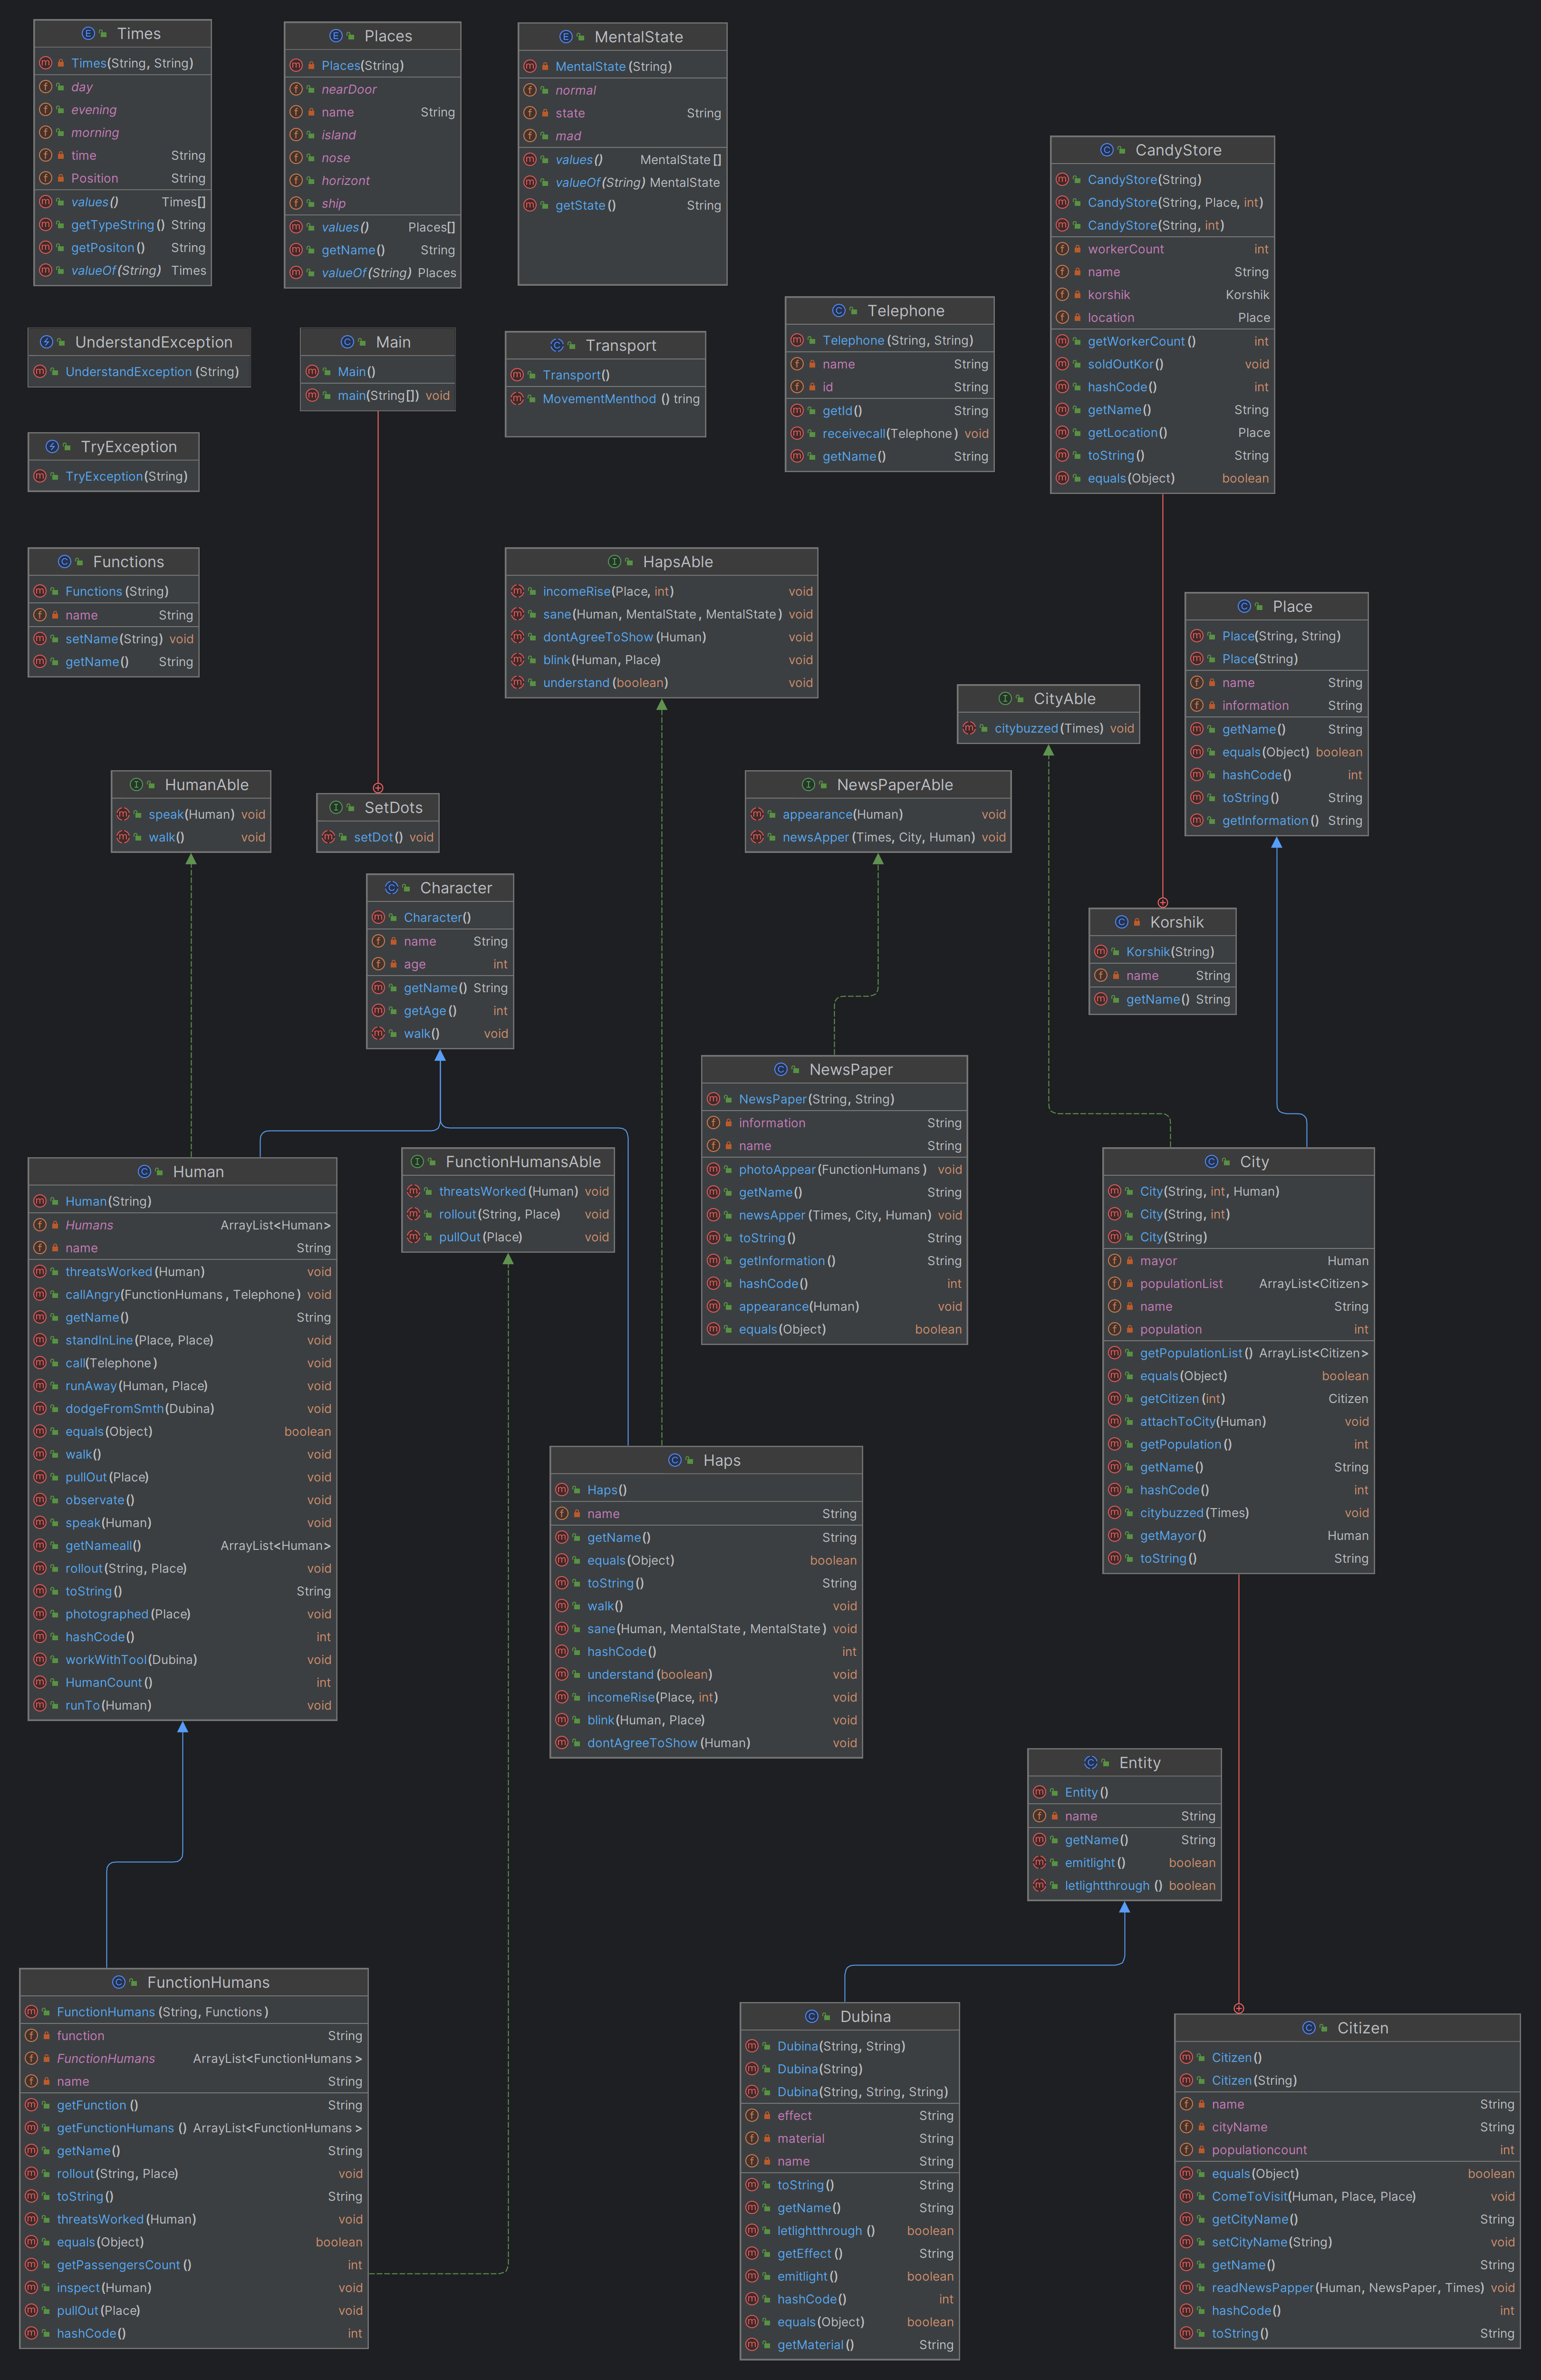 Times
Times(String, String)
day
evening
morning
time String
Position String
values() Times[]
getTypeString() String
getPositon() String
valueOf(String) Times
Places
Places(String)
nearDoor
name String
island
nose
horizont
ship
values() Places[]
getName() String
valueOf(String) Places
MentalState
MentalState(String)
normal
state String
mad
values() MentalState[]
valueOf(String) MentalState
getState() String
CandyStore
CandyStore(String)
CandyStore(String, Place, int)
CandyStore(String, int)
workerCount int
name String
korshik Korshik
location Place
getWorkerCount() int
soldOutKor() void
hashCode() int
getName() String
getLocation() Place
toString() String
equals(Object) boolean
UnderstandException
UnderstandException(String)
Main
Main()
main(String[]) void
Transport
Transport()
MovementMenthod() tring
Telephone
Telephone(String, String)
name String
id String
getId() String
receivecall(Telephone) void
getName() String
TryException
TryException(String)
Functions
Functions(String)
name String
setName(String) void
getName() String
HapsAble
incomeRise(Place, int) void
sane(Human, MentalState, MentalState) void
dontAgreeToShow(Human) void
blink(Human, Place) void
understand(boolean) void
Place
Place(String, String)
Place(String)
name String
information String
getName() String
equals(Object) boolean
hashCode() int
toString() String
getInformation() String
CityAble
citybuzzed(Times) void
HumanAble
speak(Human) void
walk() void
SetDots
setDot() void
NewsPaperAble
appearance(Human) void
newsApper(Times, City, Human) void
Character
Character()
name String
age int
getName() String
getAge() int
walk() void
Korshik
Korshik(String)
name String
getName() String
NewsPaper
NewsPaper(String, String)
information String
name String
photoAppear(FunctionHumans) void
getName() String
newsApper(Times, City, Human) void
toString() String
getInformation() String
hashCode() int
appearance(Human) void
equals(Object) boolean
Human
Human(String)
Humans ArrayList<Human>
name String
threatsWorked(Human) void
callAngry(FunctionHumans, Telephone) void
getName() String
standInLine(Place, Place) void
call(Telephone) void
runAway(Human, Place) void
dodgeFromSmth(Dubina) void
equals(Object) boolean
walk() void
pullOut(Place) void
observate() void
speak(Human) void
getNameall() ArrayList<Human>
rollout(String, Place) void
toString() String
photographed(Place) void
hashCode() int
workWithTool(Dubina) void
HumanCount() int
runTo(Human) void
FunctionHumansAble
threatsWorked(Human) void
rollout(String, Place) void
pullOut(Place) void
City
City(String, int, Human)
City(String, int)
City(String)
mayor Human
populationList ArrayList<Citizen>
name String
population int
getPopulationList() ArrayList<Citizen>
equals(Object) boolean
getCitizen(int) Citizen
attachToCity(Human) void
getPopulation() int
getName() String
hashCode() int
citybuzzed(Times) void
getMayor() Human
toString() String
Haps
Haps()
name String
getName() String
equals(Object) boolean
toString() String
walk() void
sane(Human, MentalState, MentalState) void
hashCode() int
understand(boolean) void
incomeRise(Place, int) void
blink(Human, Place) void
dontAgreeToShow(Human) void
Entity
Entity()
name String
getName() String
emitlight() boolean
letlightthrough() boolean
FunctionHumans
FunctionHumans(String, Functions)
function String
FunctionHumans ArrayList<FunctionHumans>
name String
getFunction() String
getFunctionHumans() ArrayList<FunctionHumans>
getName() String
rollout(String, Place) void
toString() String
threatsWorked(Human) void
equals(Object) boolean
getPassengersCount() int
inspect(Human) void
pullOut(Place) void
hashCode() int
Dubina
Dubina(String, String)
Dubina(String)
Dubina(String, String, String)
effect String
material String
name String
toString() String
getName() String
letlightthrough() boolean
getEffect() String
emitlight() boolean
hashCode() int
equals(Object) boolean
getMaterial() String
Citizen
Citizen()
Citizen(String)
name String
cityName String
populationcount int
equals(Object) boolean
ComeToVisit(Human, Place, Place) void
getCityName() String
setCityName(String) void
getName() String
readNewsPapper(Human, NewsPaper, Times) void
hashCode() int
toString() String